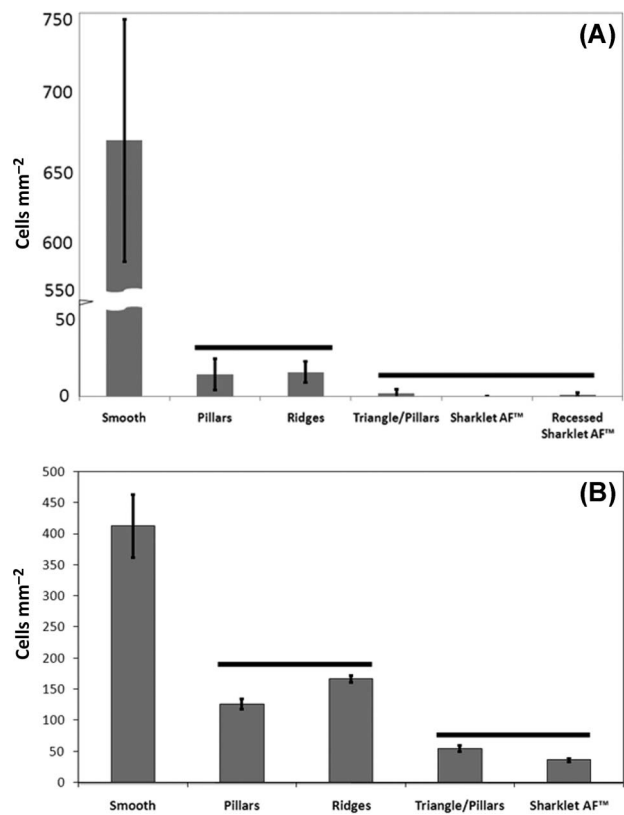 (A)
Cells mm⁻²
750
700
650
600
550
50
0
Smooth Pillars Ridges Triangle/Pillars Sharklet AF™ Recessed
Sharklet AF™
(B)
Cells mm⁻²
500
450
400
350
300
250
200
150
100
50
0
Smooth Pillars Ridges Triangle/Pillars Sharklet AF™